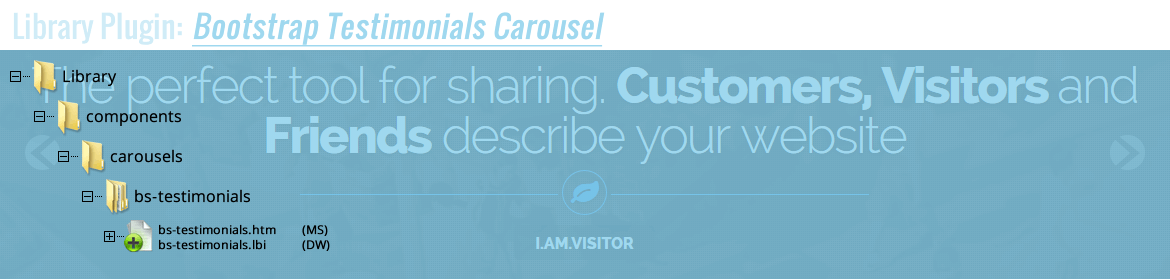 Library Plugin: Bootstrap Testimonials Carousel
Library
The perfect tool for sharing. Customers, Visitors and
components
Friends describe your website
carousels
bs-testimonials
bs-testimonials.htm (MS)
bs-testimonials.lbi (DW)
I.AM.VISITOR